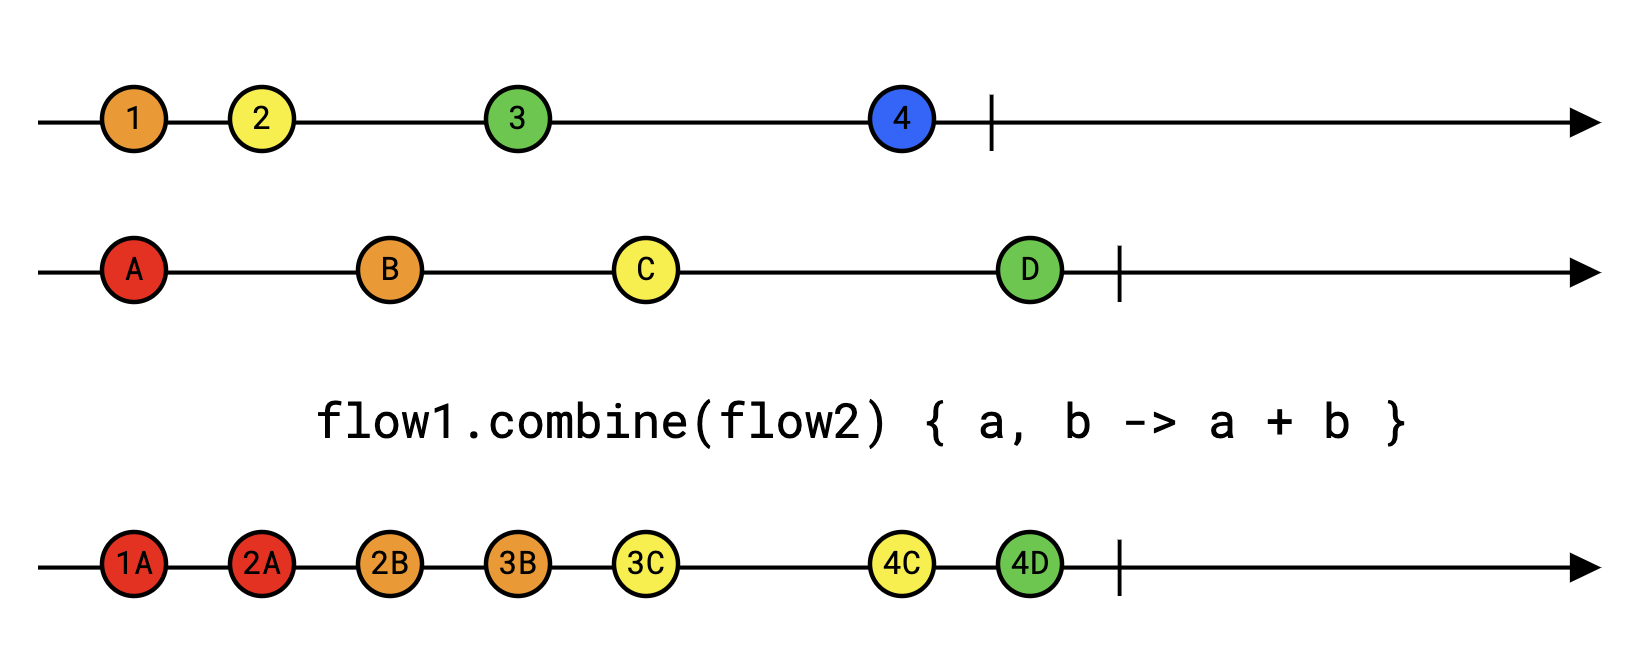 1 2 3 4
A B C D
flow1.combine(flow2) { a, b -> a + b }
1A 2A 2B 3B 3C 4C 4D